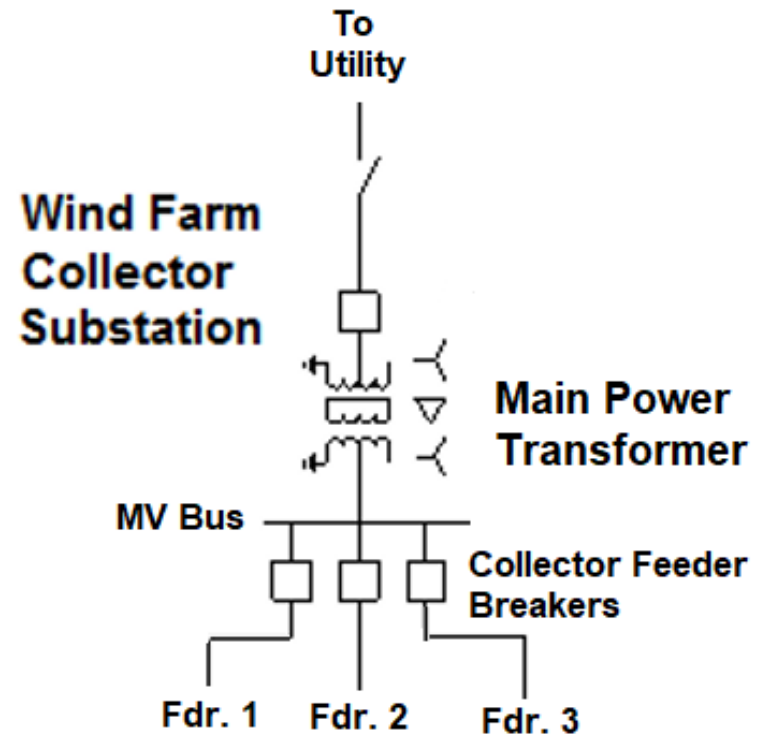 To
Utility
Wind Farm
Collector
Substation
Main Power
Transformer
MV Bus
Collector Feeder
Breakers
Fdr. 1
Fdr. 2
Fdr. 3